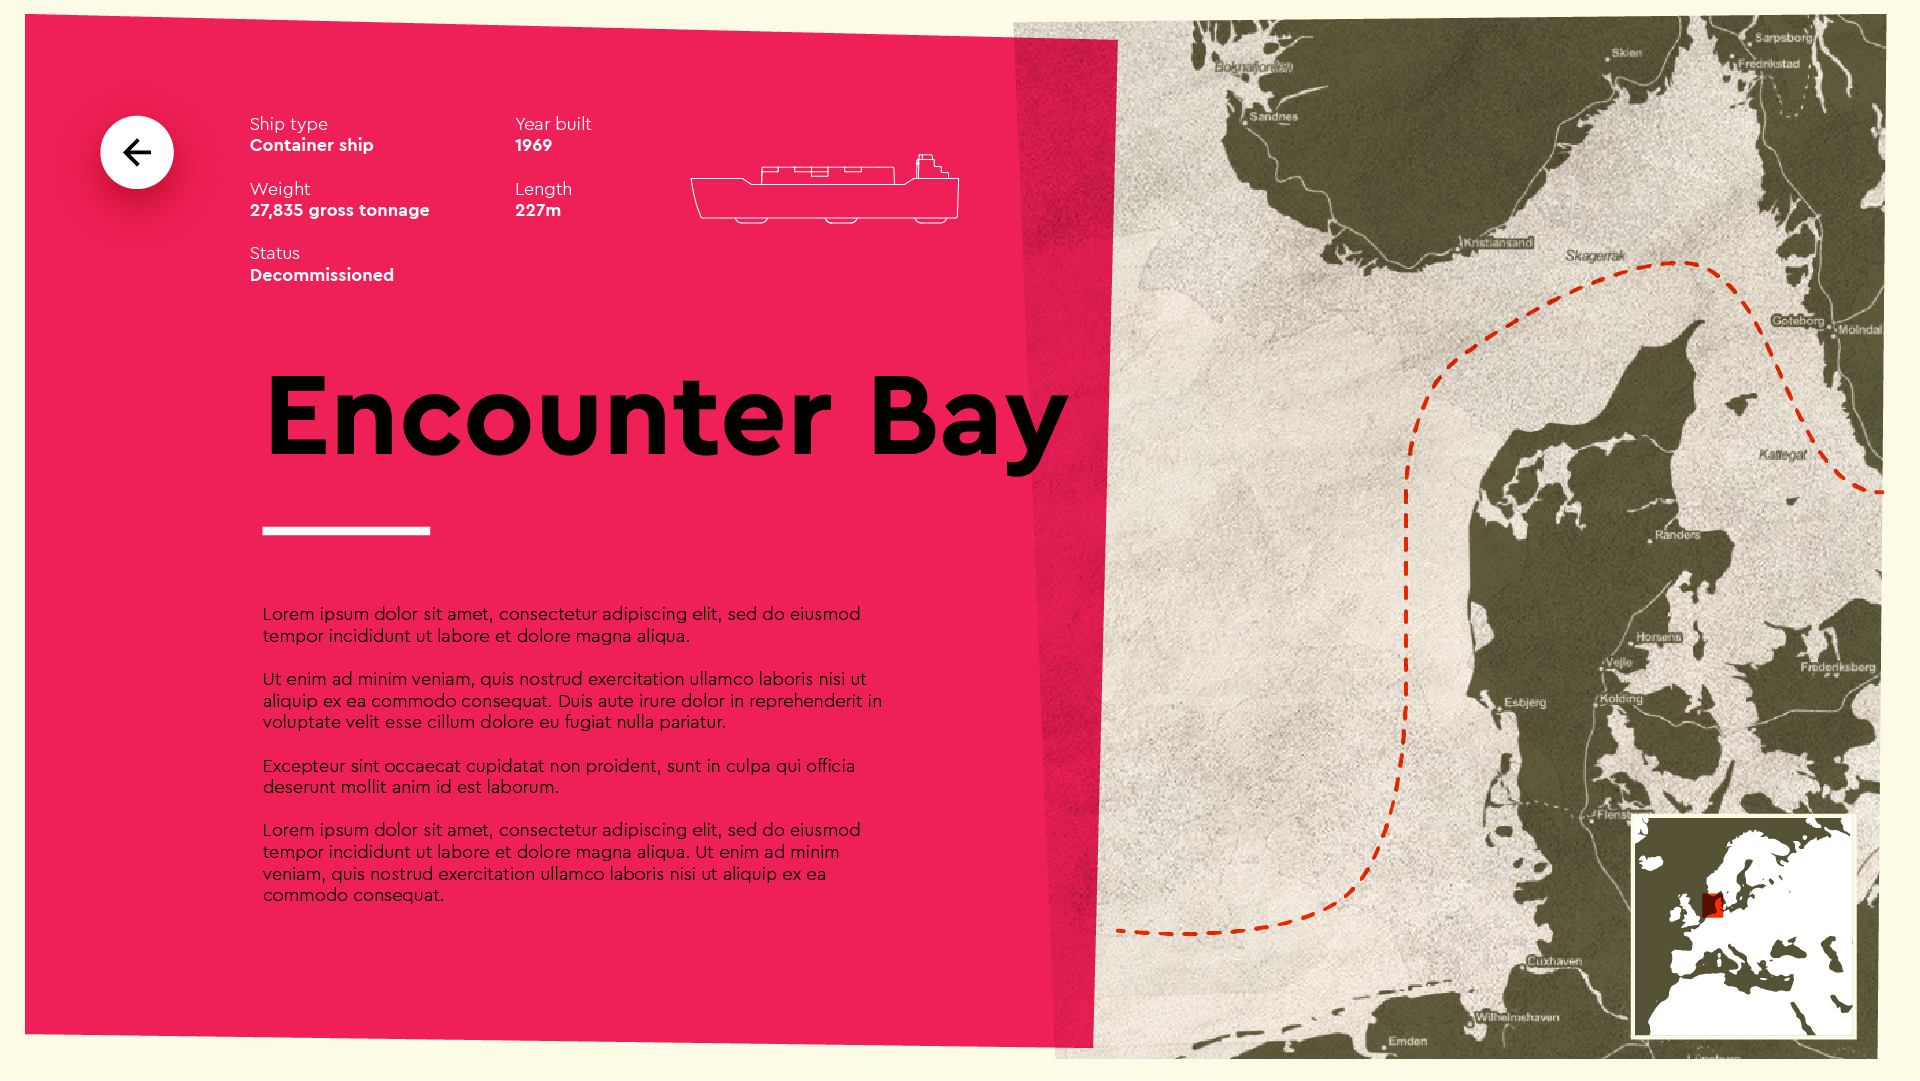 Ship type
Container ship
Year built
1969
Weight
27,835 gross tonnage
Length
227m
Status
Decommissioned
Encounter Bay
Lorem ipsum dolor sit amet, consectetur adipiscing elit, sed do eiusmod
tempor incididunt ut labore et dolore magna aliqua.
Ut enim ad minim veniam, quis nostrud exercitation ullamco laboris nisi ut
aliquip ex ea commodo consequat. Duis aute irure dolor in reprehenderit in
voluptate velit esse cillum dolore eu fugiat nulla pariatur.
Excepteur sint occaecat cupidatat non proident, sunt in culpa qui officia
deserunt mollit anim id est laborum.
Lorem ipsum dolor sit amet, consectetur adipiscing elit, sed do eiusmod
tempor incididunt ut labore et dolore magna aliqua. Ut enim ad minim
veniam, quis nostrud exercitation ullamco laboris nisi ut aliquip ex ea
commodo consequat.
Boknafjorden
Sandnes
Skien
Sarpsborg
Fredrikstad
Kristiansand
Skagerrak
Goteborg
Mölndal
Kattegat
Randers
Horsens
Vejle
Kolding
Esbjerg
Frederiksberg
Cuxhaven
Wilhelmshaven
Emden